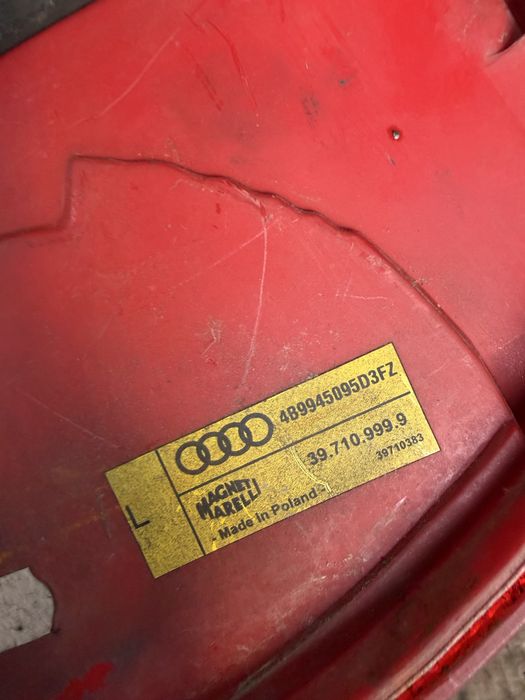 L
4B9945095D3FZ
39.710.999.9
39710383
MAGNETI
MARELLI
- Made in Poland -